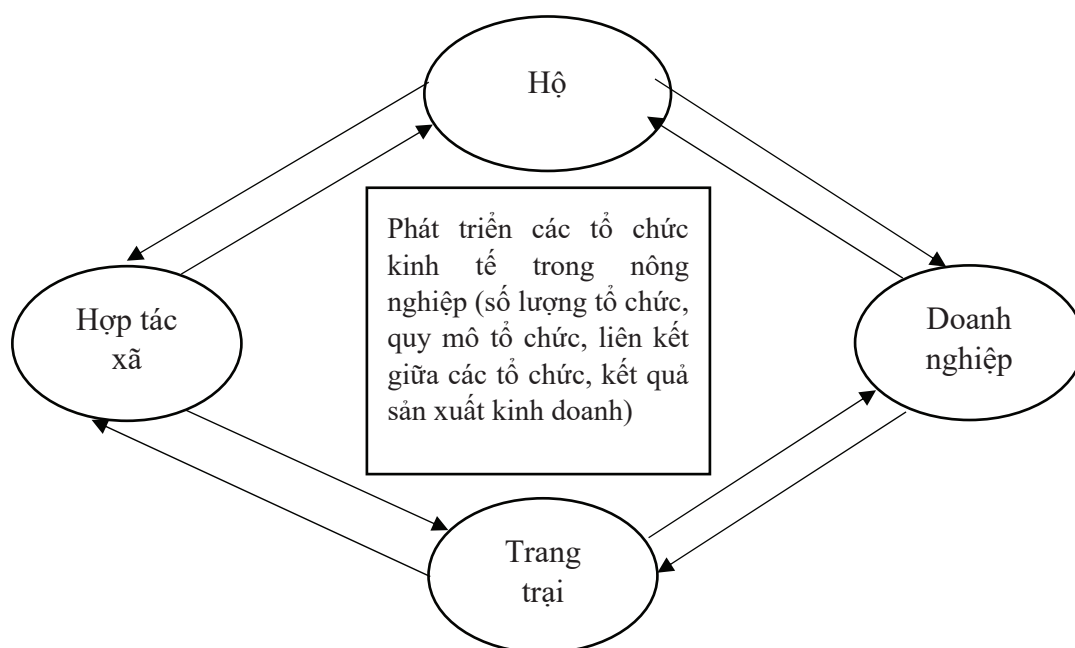 Hộ
Phát triển các tổ chức
kinh tế trong nông
nghiệp (số lượng tổ chức,
quy mô tổ chức, liên kết
giữa các tổ chức, kết quả
sản xuất kinh doanh)
Hợp tác
xã
Doanh
nghiệp
Trang
trại